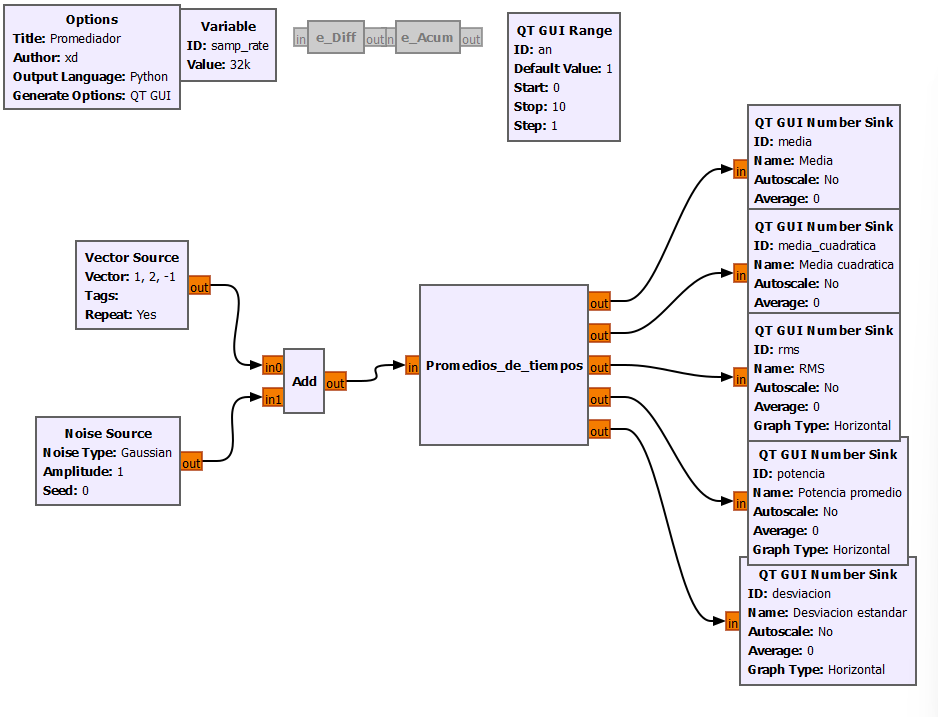 Options
Title: Promediador
Author: xd
Output Language: Python
Generate Options: QT GUI
Variable
ID: samp_rate
Value: 32k
in
e_Diff
out
in
e_Acum
out
QT GUI Range
ID: an
Default Value: 1
Start: 0
Stop: 10
Step: 1
Vector Source
Vector: 1, 2, -1
Tags:
Repeat: Yes
out
Noise Source
Noise Type: Gaussian
Amplitude: 1
Seed: 0
out
in0
in1
Add
out
in
Promedios_de_tiempos
out
out
out
out
out
in
QT GUI Number Sink
ID: media
Name: Media
Autoscale: No
Average: 0
in
QT GUI Number Sink
ID: media_cuadratica
Name: Media cuadratica
Autoscale: No
Average: 0
in
QT GUI Number Sink
ID: rms
Name: RMS
Autoscale: No
Average: 0
Graph Type: Horizontal
in
QT GUI Number Sink
ID: potencia
Name: Potencia promedio
Autoscale: No
Average: 0
Graph Type: Horizontal
in
QT GUI Number Sink
ID: desviacion
Name: Desviacion estandar
Autoscale: No
Average: 0
Graph Type: Horizontal